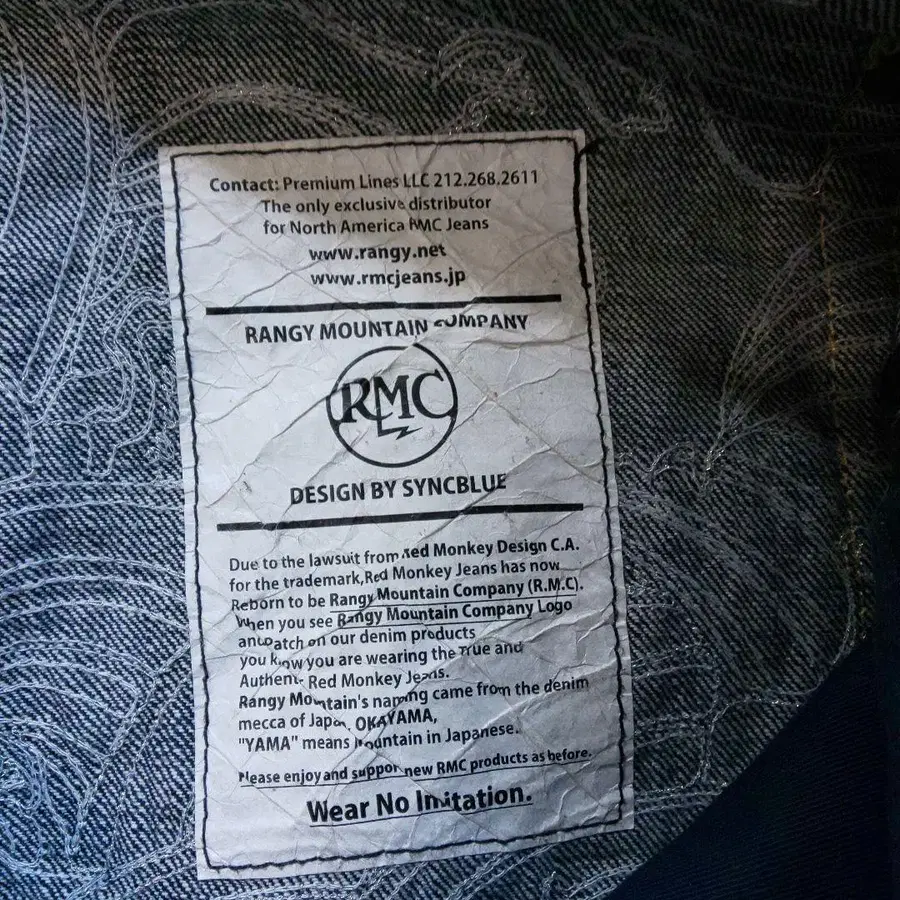 Contact: Premium Lines LLC 212.268.2611
The only exclusive distributor
for North America RMC Jeans
www.rangy.net
www.rmcjeans.jp
RANGY MOUNTAIN COMPANY
RMC
DESIGN BY SYNCBLUE
Due to the lawsuit from Red Monkey Design C.A.
for the trademark,Red Monkey Jeans has now
Reborn to be Rangy Mountain Company (R.M.C).
When you see Rangy Mountain Company Logo
and patch on our denim products
you know you are wearing the True and
Authentic Red Monkey Jeans.
Rangy Mountain's naming came from the denim
mecca of Japan, OKAYAMA,
"YAMA" means Mountain in Japanese.
Please enjoy and support new RMC products as before.
Wear No Imitation.